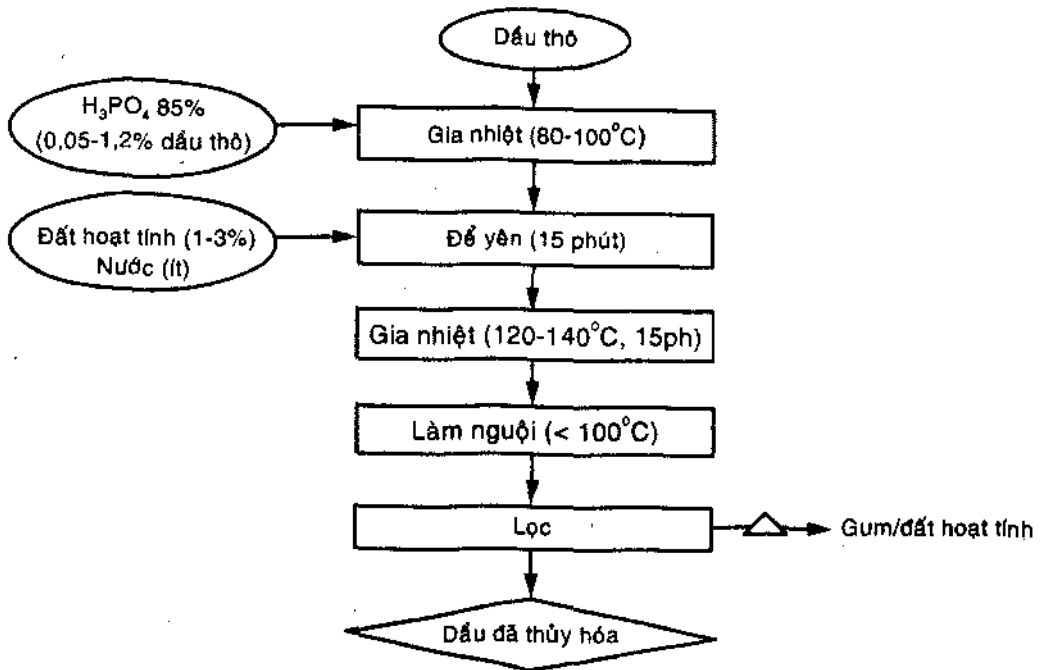 Dầu thô
H₃PO₄ 85%
(0,05-1,2% dầu thô)
Gia nhiệt (80-100°C)
Đất hoạt tính (1-3%)
Nước (ít)
Để yên (15 phút)
Gia nhiệt (120-140°C, 15ph)
Làm nguội (< 100°C)
Lọc
Gum/đất hoạt tính
Dầu đã thủy hóa